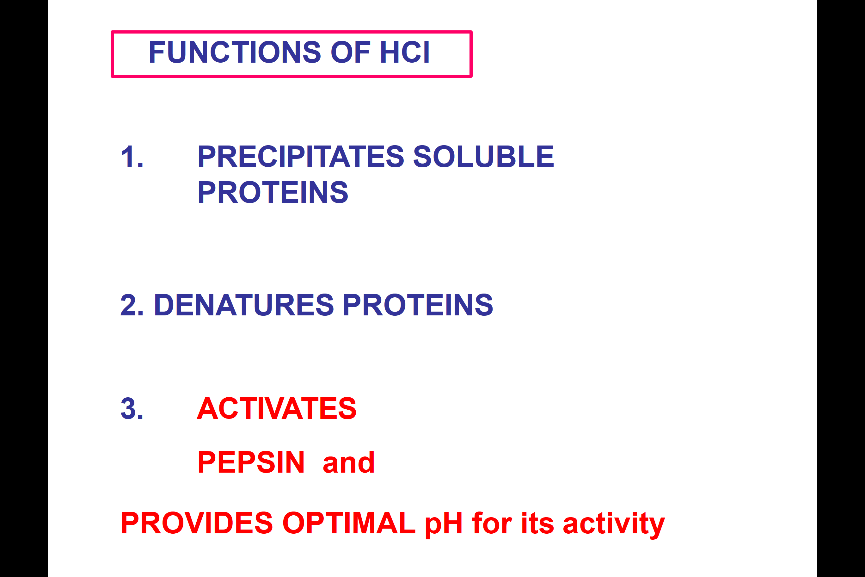 FUNCTIONS OF HCl
1. PRECIPITATES SOLUBLE
PROTEINS
2. DENATURES PROTEINS
3. ACTIVATES
PEPSIN and
PROVIDES OPTIMAL pH for its activity